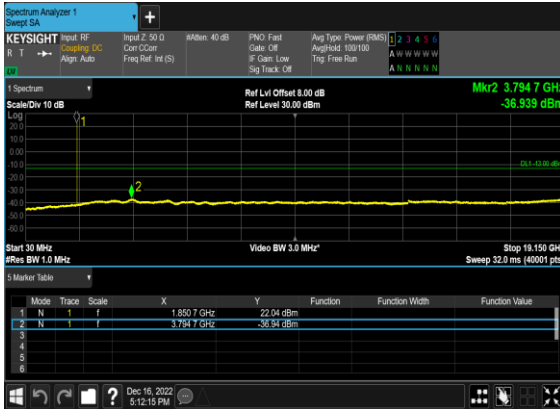 Spectrum Analyzer 1
Swept SA
+
KEYSIGHT
R T
LV
Input: RF
Coupling: DC
Align: Auto
Input Z: 50 Ω
Corr CCorr
Freq Ref: Int (S)
#Atten: 40 dB
PNO: Fast
Gate: Off
IF Gain: Low
Sig Track: Off
Avg Type: Power (RMS)
Avg|Hold: 100/100
Trig: Free Run
1 2 3 4 5 6
A W W W W W
A N N N N N
1 Spectrum
Scale/Div 10 dB
Ref Lvl Offset 8.00 dB
Ref Level 30.00 dBm
Mkr2 3.794 7 GHz
-36.939 dBm
Log
20.0
10.0
0.00
-10.0
-20.0
-30.0
-40.0
-50.0
-60.0
1
2
DL1 -13.00 dBm
Start 30 MHz
#Res BW 1.0 MHz
Video BW 3.0 MHz*
Stop 19.150 GH
Sweep 32.0 ms (40001 pts
5 Marker Table
Mode Trace Scale X Y Function Function Width Function Value
1 N 1 f 1.850 7 GHz 22.04 dBm
2 N 1 f 3.794 7 GHz -36.94 dBm
3
4
5
6
?
Dec 16, 2022
5:12:15 PM